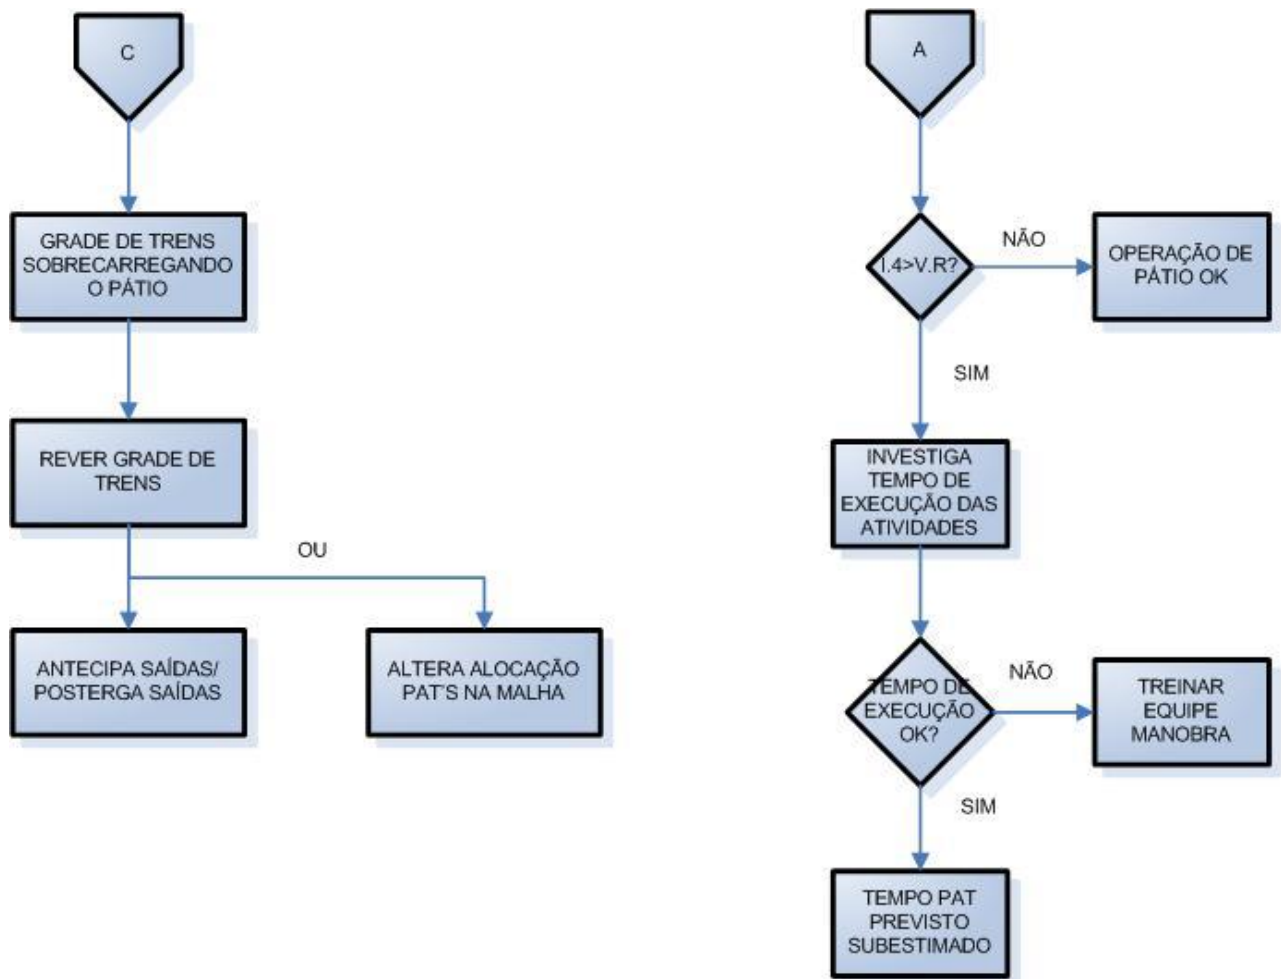 C
GRADE DE TRENS
SOBRECARREGANDO
O PÁTIO
REVER GRADE DE
TRENS
OU
ANTECIPA SAÍDAS/
POSTERGA SAÍDAS
ALTERA ALOCAÇÃO
PAT´S NA MALHA
A
I.4>V.R?
NÃO
OPERAÇÃO DE
PÁTIO OK
SIM
INVESTIGA
TEMPO DE
EXECUÇÃO DAS
ATIVIDADES
TEMPO DE
EXECUÇÃO
OK?
NÃO
TREINAR
EQUIPE
MANOBRA
SIM
TEMPO PAT
PREVISTO
SUBESTIMADO